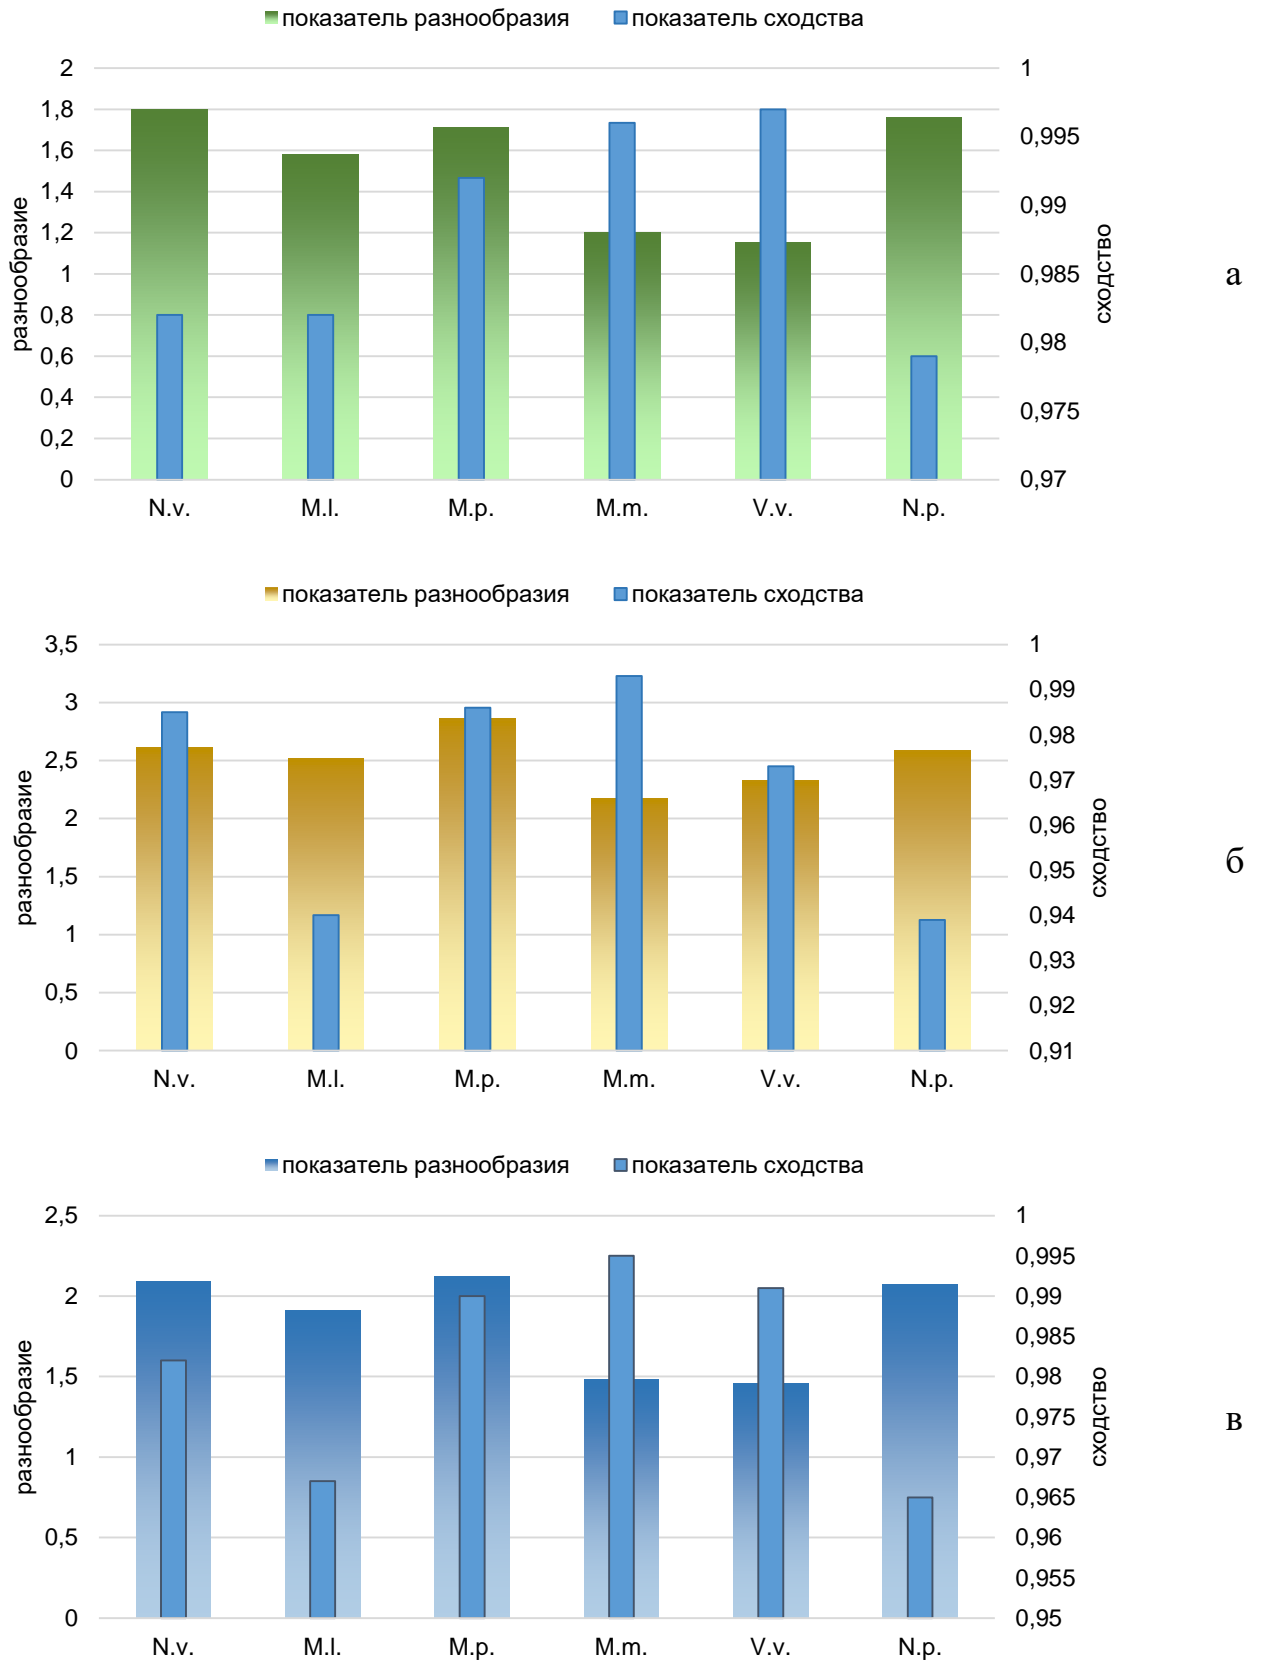 показатель разнообразия показатель сходства
2 1
1,8 0,995
1,6 0,99
1,4 0,985
1,2 0,98
1 0,975
0,8 0,97
0,6
0,4
0,2
0
разнообразие
сходство
а
N.v. M.l. M.p. M.m. V.v. N.p.
показатель разнообразия показатель сходства
3,5 1
3 0,99
2,5 0,98
2 0,97
1,5 0,96
1 0,95
0,5 0,94
0 0,93
0,92
0,91
разнообразие
сходство
б
N.v. M.l. M.p. M.m. V.v. N.p.
показатель разнообразия показатель сходства
2,5 1
2 0,995
1,5 0,99
1 0,985
0,5 0,98
0 0,975
0,97
0,965
0,96
0,955
0,95
разнообразие
сходство
в
N.v. M.l. M.p. M.m. V.v. N.p.